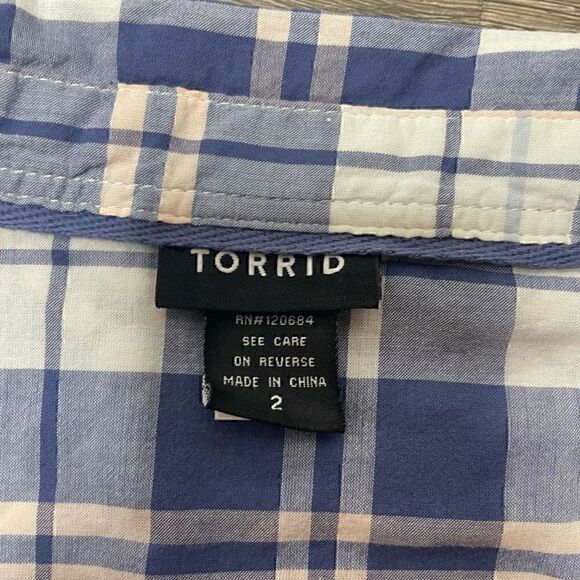 TORRID
RN#120684
SEE CARE
ON REVERSE
MADE IN CHINA
2